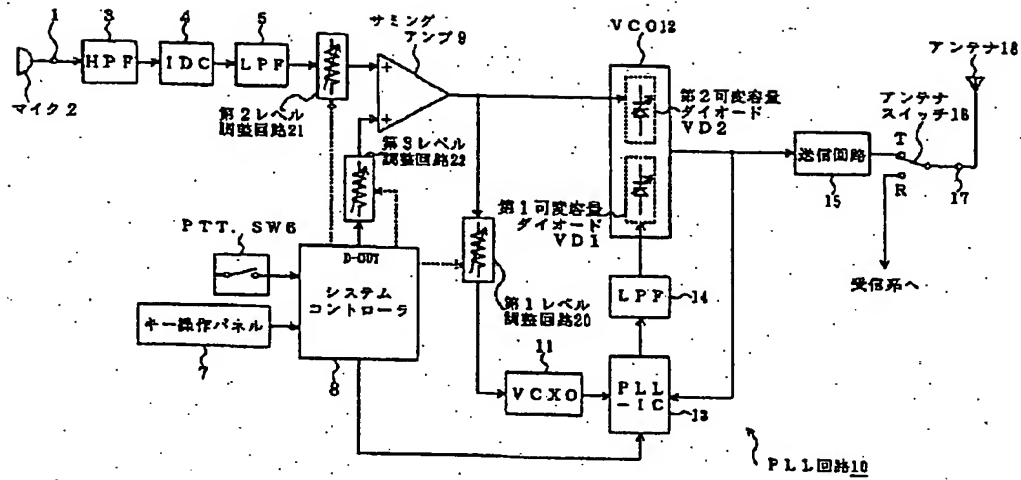 1
3
4
5
HPF
IDC
LPF
マイク2
第2レベル
調整回路21
サミング
アンプ9
第3レベル
調整回路22
VCO12
第2可変容量
ダイオード
VD2
第1可変容量
ダイオード
VD1
送信回路
15
アンテナ18
アンテナ
スイッチ16
T
R
17
受信系へ
PTT. SW6
D-OUT
システム
コントローラ
8
キー操作パネル
7
第1レベル
調整回路20
11
VCXO
LPF
14
PLL
-IC
13
PLL回路10